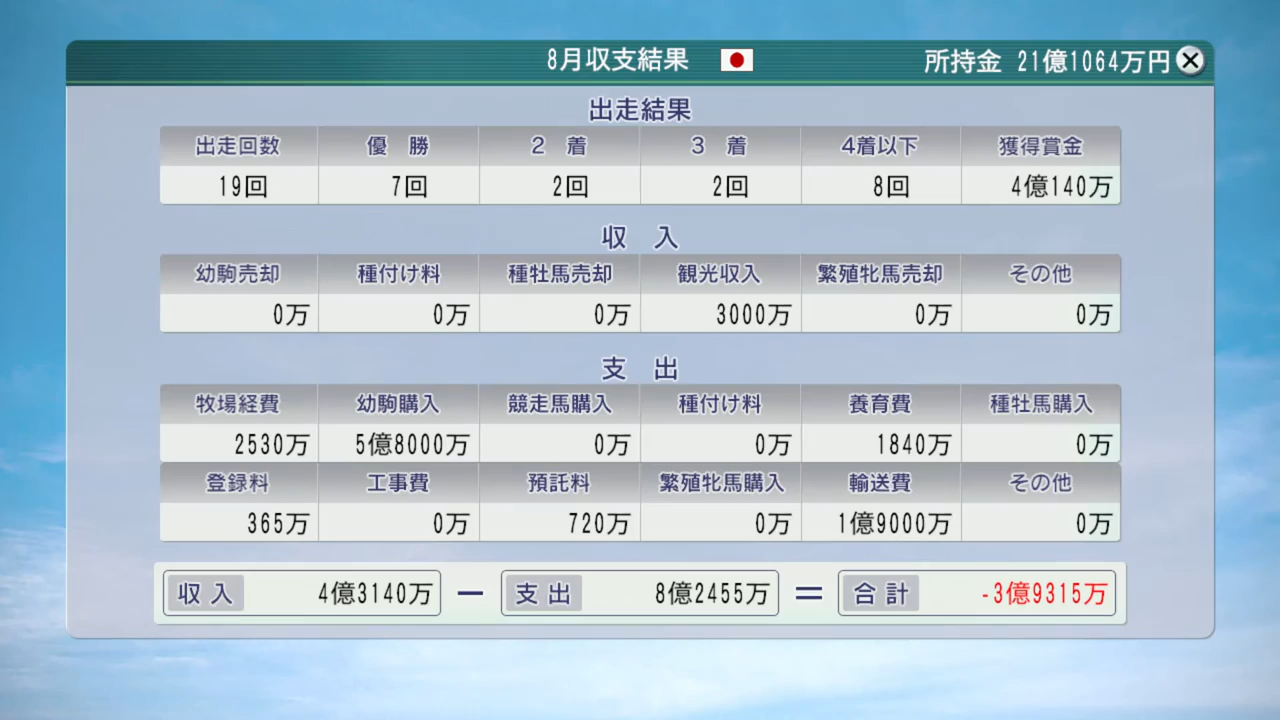 8月収支結果 所持金 21億1064万円
出走結果
出走回数 優 勝 2 着 3 着 4着以下 獲得賞金
19回 7回 2回 2回 8回 4億140万
収 入
幼駒売却 種付け料 種牡馬売却 観光収入 繁殖牝馬売却 その他
0万 0万 0万 3000万 0万 0万
支 出
牧場経費 幼駒購入 競走馬購入 種付け料 養育費 種牡馬購入
2530万 5億8000万 0万 0万 1840万 0万
登録料 工事費 預託料 繁殖牝馬購入 輸送費 その他
365万 0万 720万 0万 1億9000万 0万
収 入 4億3140万 － 支 出 8億2455万 ＝ 合 計 -3億9315万